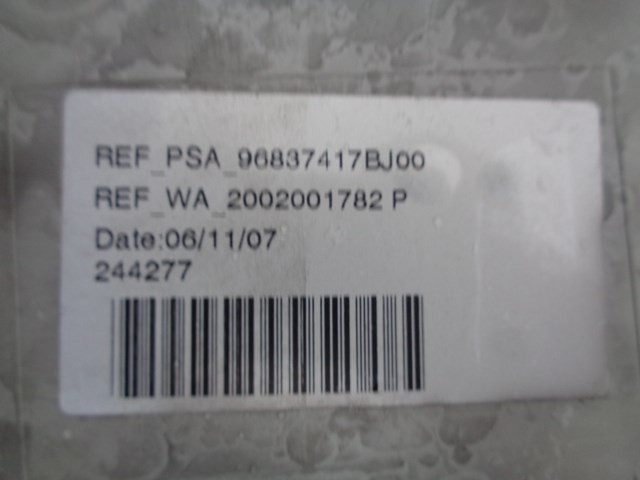 REF_PSA_96837417BJ00
REF_WA_2002001782 P
Date:06/11/07
244277